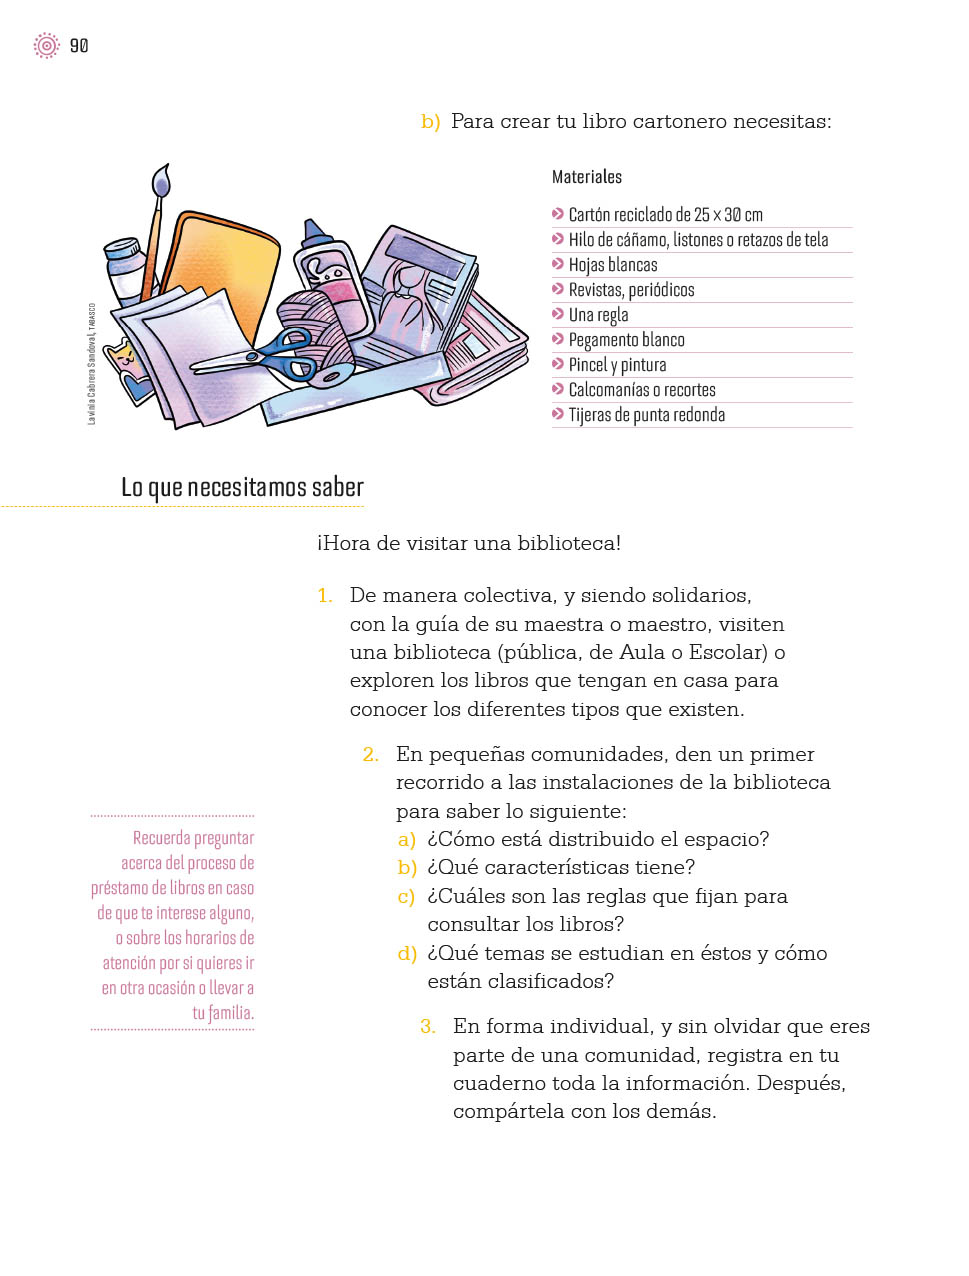 90
b) Para crear tu libro cartonero necesitas:
Materiales
Cartón reciclado de 25 × 30 cm
Hilo de cáñamo, listones o retazos de tela
Hojas blancas
Revistas, periódicos
Una regla
Pegamento blanco
Pincel y pintura
Calcomanías o recortes
Tijeras de punta redonda
Lavinia Cabrera Sandoval, TABASCO
Lo que necesitamos saber
¡Hora de visitar una biblioteca!
1. De manera colectiva, y siendo solidarios,
con la guía de su maestra o maestro, visiten
una biblioteca (pública, de Aula o Escolar) o
exploren los libros que tengan en casa para
conocer los diferentes tipos que existen.
2. En pequeñas comunidades, den un primer
recorrido a las instalaciones de la biblioteca
para saber lo siguiente:
a) ¿Cómo está distribuido el espacio?
b) ¿Qué características tiene?
c) ¿Cuáles son las reglas que fijan para
consultar los libros?
d) ¿Qué temas se estudian en éstos y cómo
están clasificados?
Recuerda preguntar
acerca del proceso de
préstamo de libros en caso
de que te interese alguno,
o sobre los horarios de
atención por si quieres ir
en otra ocasión o llevar a
tu familia.
3. En forma individual, y sin olvidar que eres
parte de una comunidad, registra en tu
cuaderno toda la información. Después,
compártela con los demás.